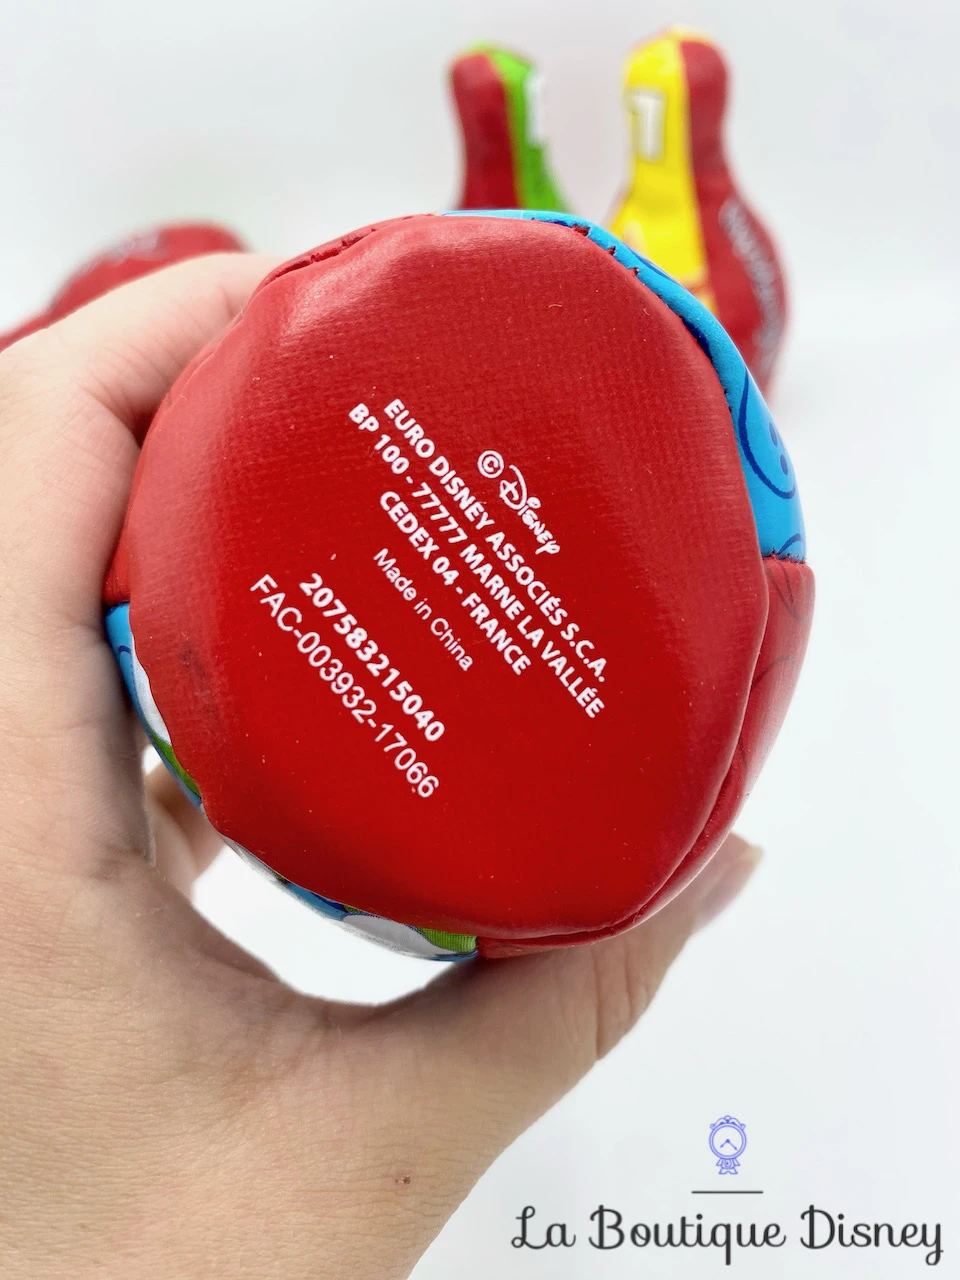 1
© Disney
EURO DISNEY ASSOCIÉS S.C.A.
BP 100 - 77777 MARNE LA VALLÉE
CEDEX 04 - FRANCE
Made in China
207583215040
FAC-003932-17066
La Boutique Disney